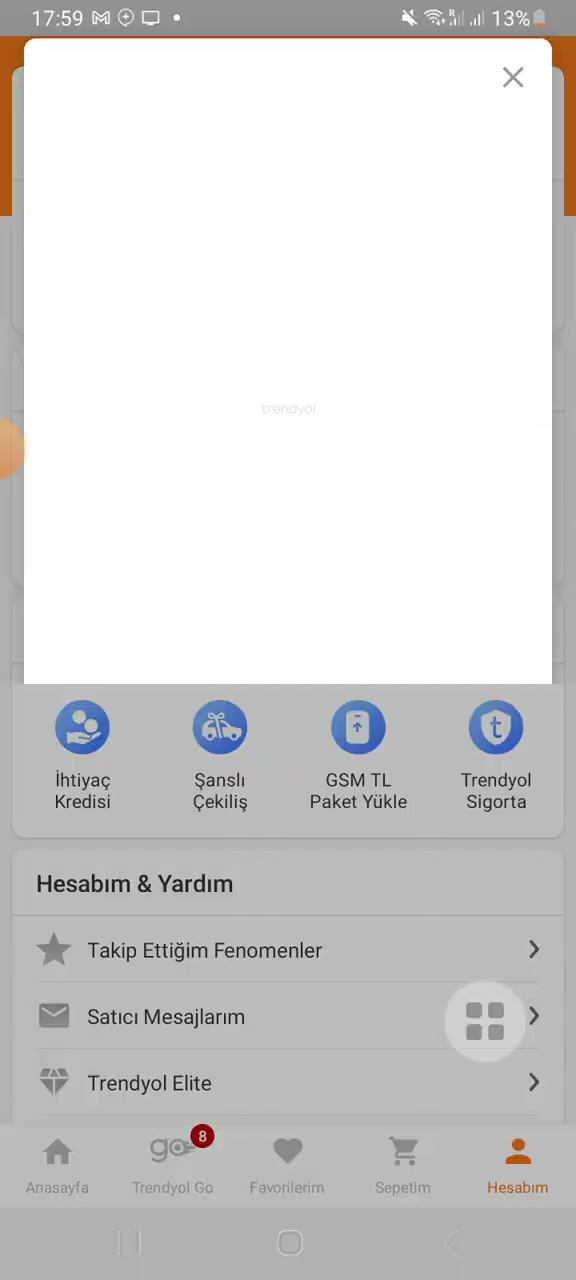 17:59
13%
trendyol
İhtiyaç
Kredisi
Şanslı
Çekiliş
GSM TL
Paket Yükle
Trendyol
Sigorta
Hesabım & Yardım
Takip Ettiğim Fenomenler
Satıcı Mesajlarım
Trendyol Elite
8
Anasayfa
Trendyol Go
Favorilerim
Sepetim
Hesabım